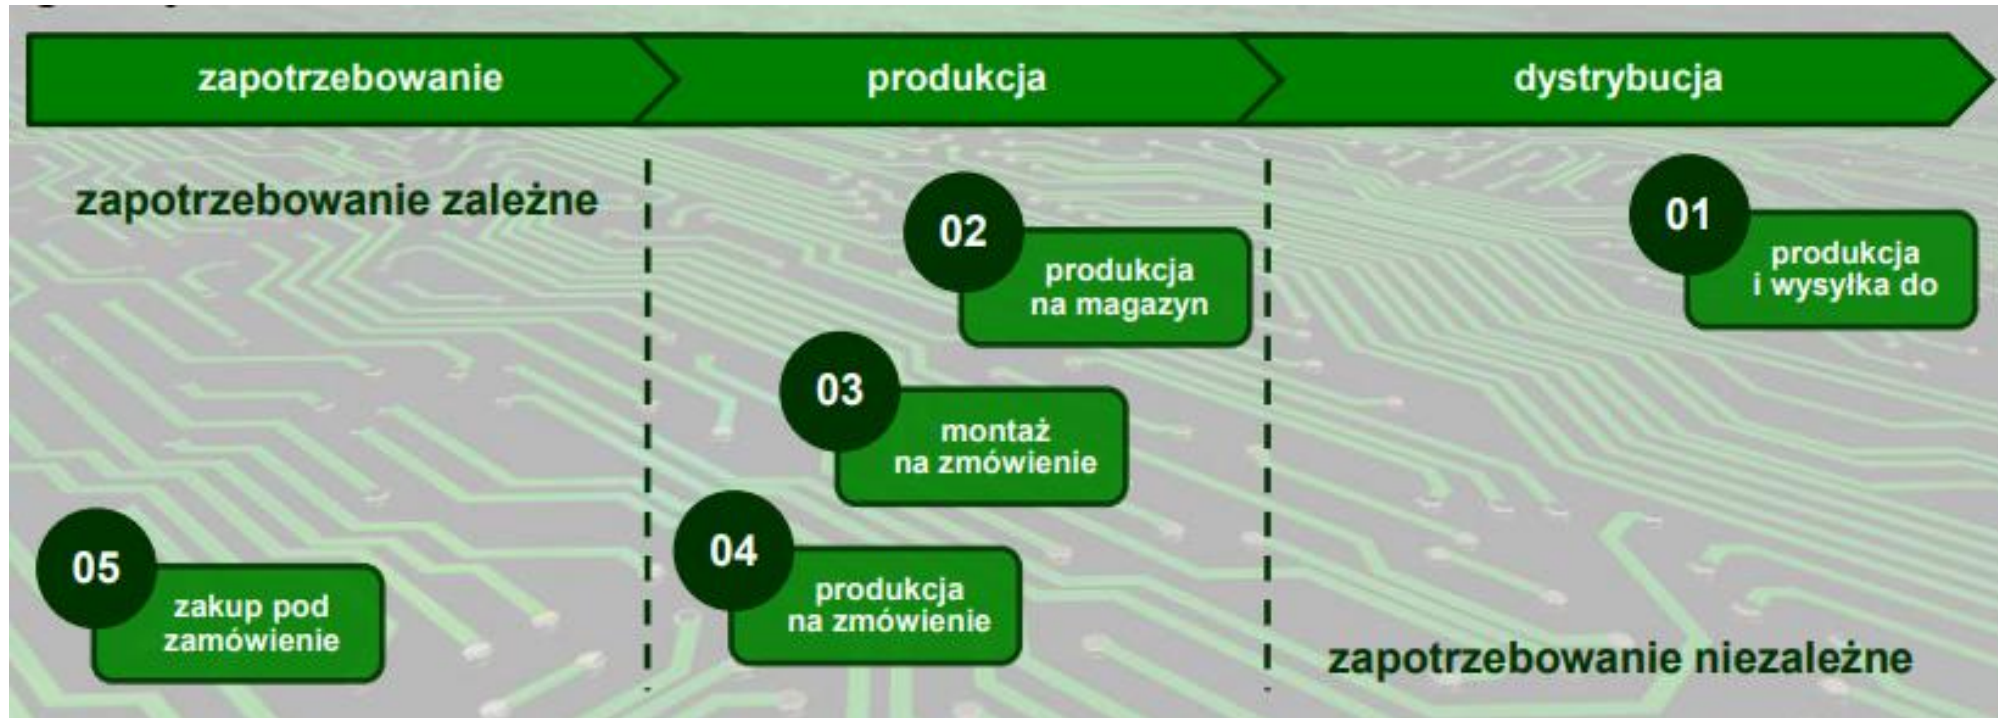 zapotrzebowanie
produkcja
dystrybucja
zapotrzebowanie zależne
01
produkcja
i wysyłka do
02
produkcja
na magazyn
03
montaż
na zmówienie
04
produkcja
na zmówienie
05
zakup pod
zamówienie
zapotrzebowanie niezależne